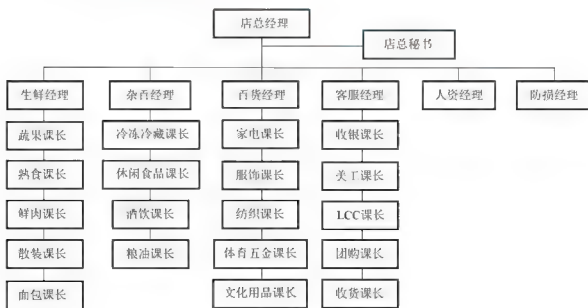 店总经理
店总秘书
生鲜经理
杂百经理
百货经理
客服经理
人资经理
防损经理
蔬果课长
冷冻冷藏课长
家电课长
收银课长
熟食课长
休闲食品课长
服饰课长
美工课长
鲜肉课长
酒饮课长
纺织课长
LCC课长
散装课长
粮油课长
体育五金课长
团购课长
面包课长
文化用品课长
收货课长